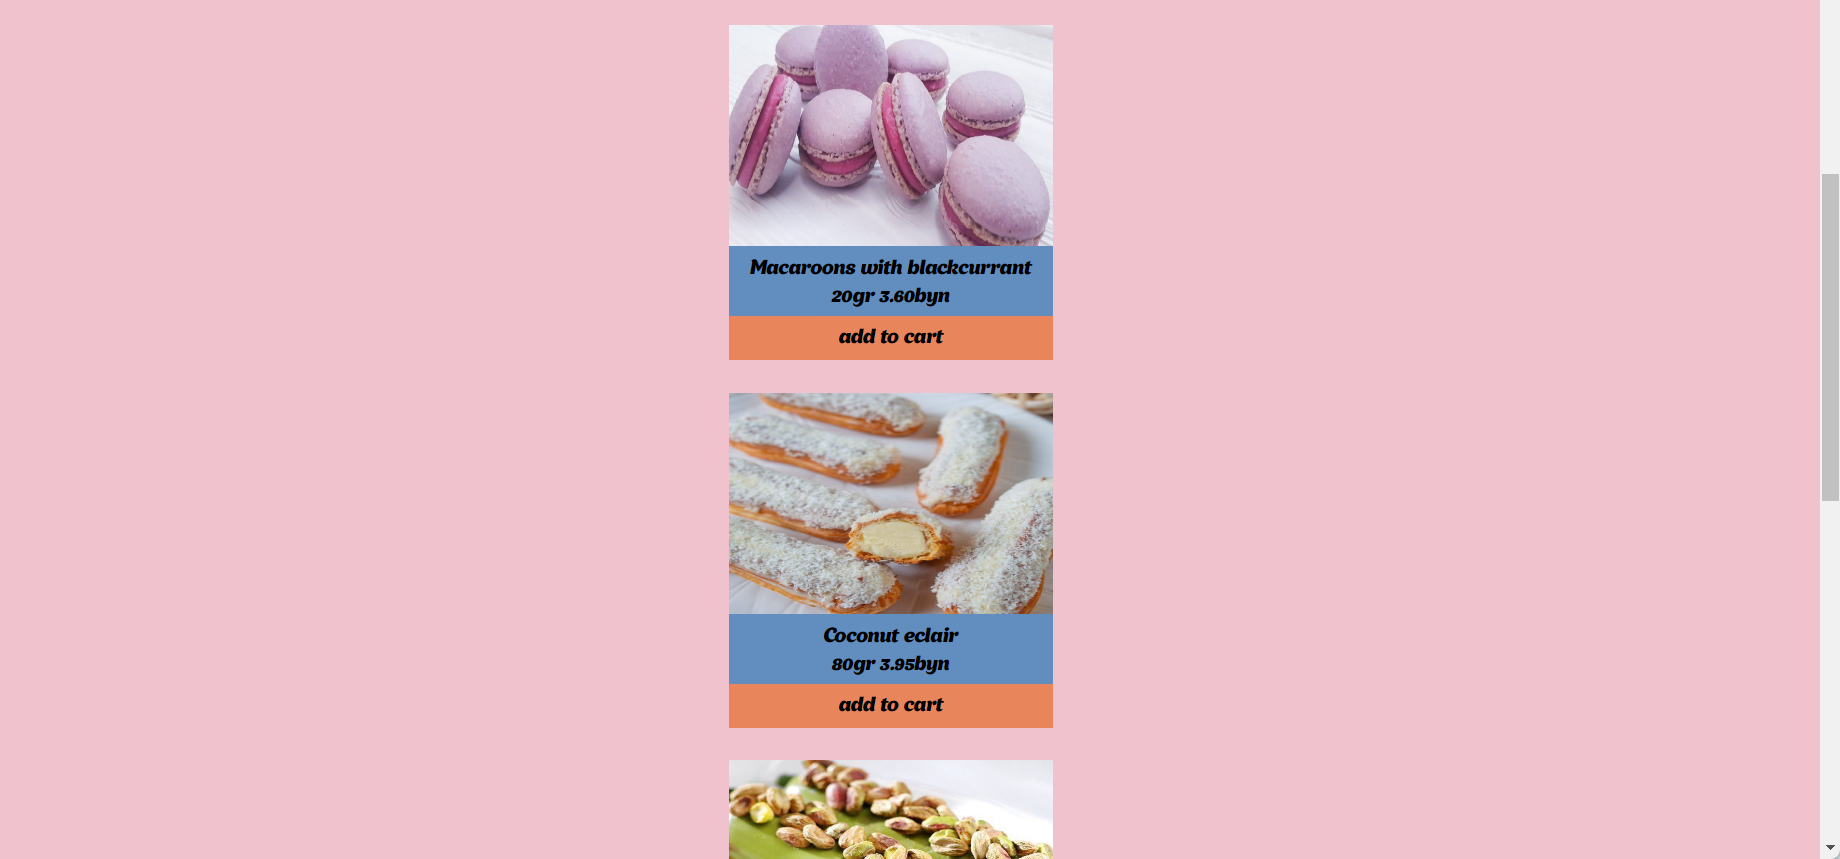 Macaroons with blackcurrant
20gr 3.60byn
add to cart
Coconut eclair
80gr 3.95byn
add to cart